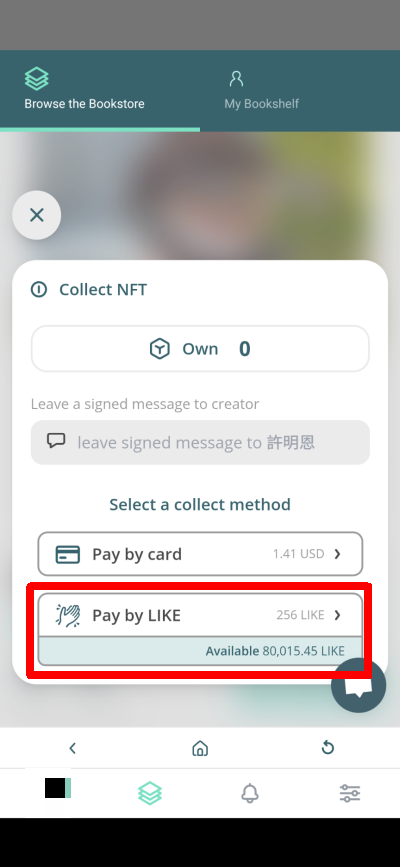 Browse the Bookstore
My Bookshelf
Collect NFT
Own 0
Leave a signed message to creator
leave signed message to 許明恩
Select a collect method
Pay by card 1.41 USD
Pay by LIKE 256 LIKE
Available 80,015.45 LIKE